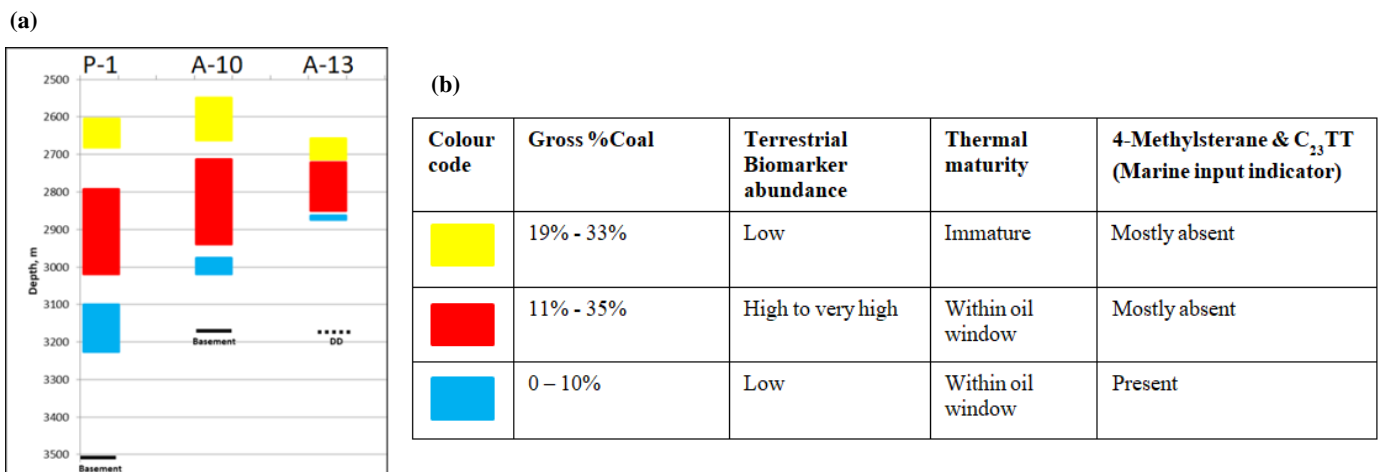 (a)
P-1 A-10 A-13
2500
2600
2700
2800
2900
3000
3100
3200
3300
3400
3500
Depth, m
Basement
DD
Basement
(b)
Colour code
Gross %Coal
Terrestrial Biomarker abundance
Thermal maturity
4-Methylsterane & C23TT (Marine input indicator)
19% - 33% Low Immature Mostly absent
11% - 35% High to very high Within oil window Mostly absent
0 – 10% Low Within oil window Present